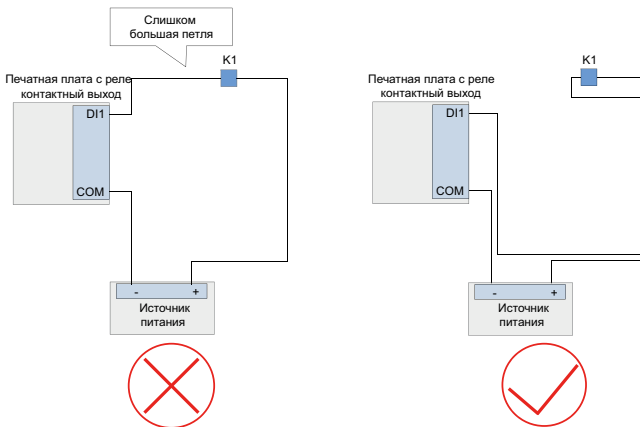 Слишком
большая петля
K1
Печатная плата с реле
контактный выход
DI1
COM
- +
Источник
питания
K1
Печатная плата с реле
контактный выход
DI1
COM
- +
Источник
питания